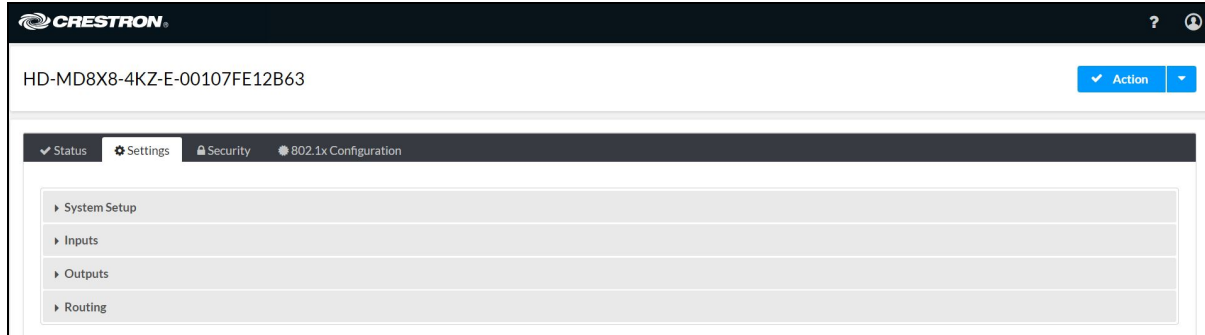 CRESTRON®
?
HD-MD8X8-4KZ-E-00107FE12B63
Action
Status Settings Security 802.1x Configuration
System Setup
Inputs
Outputs
Routing